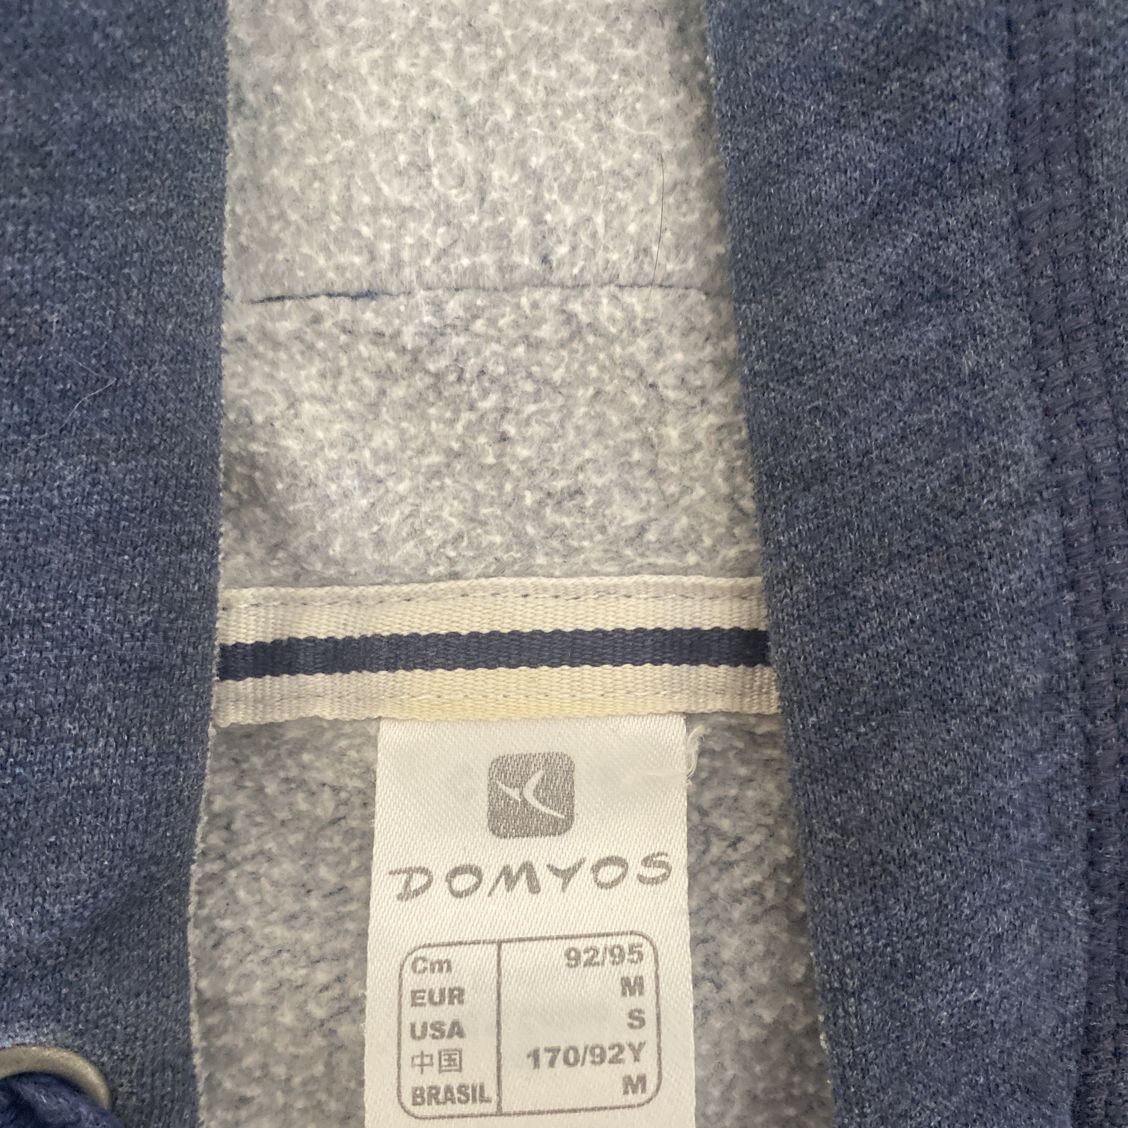 DOMYOS
Cm 92/95
EUR M
USA S
中国 170/92Y
BRASIL M